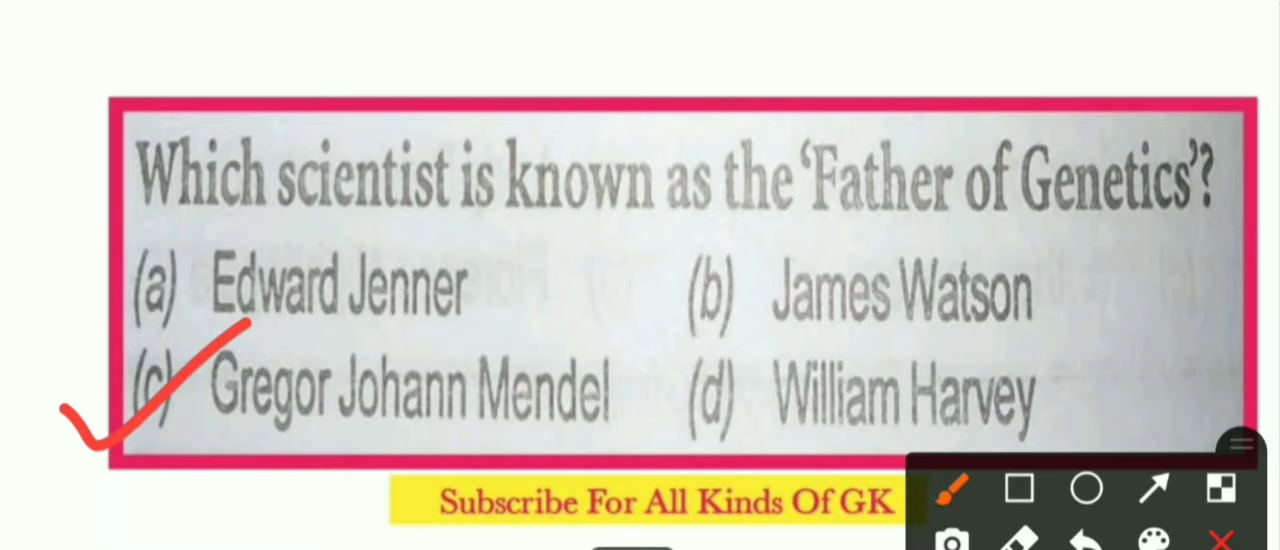 Which scientist is known as the 'Father of Genetics'?
(a) Edward Jenner (b) James Watson
(c) Gregor Johann Mendel (d) William Harvey
Subscribe For All Kinds Of GK